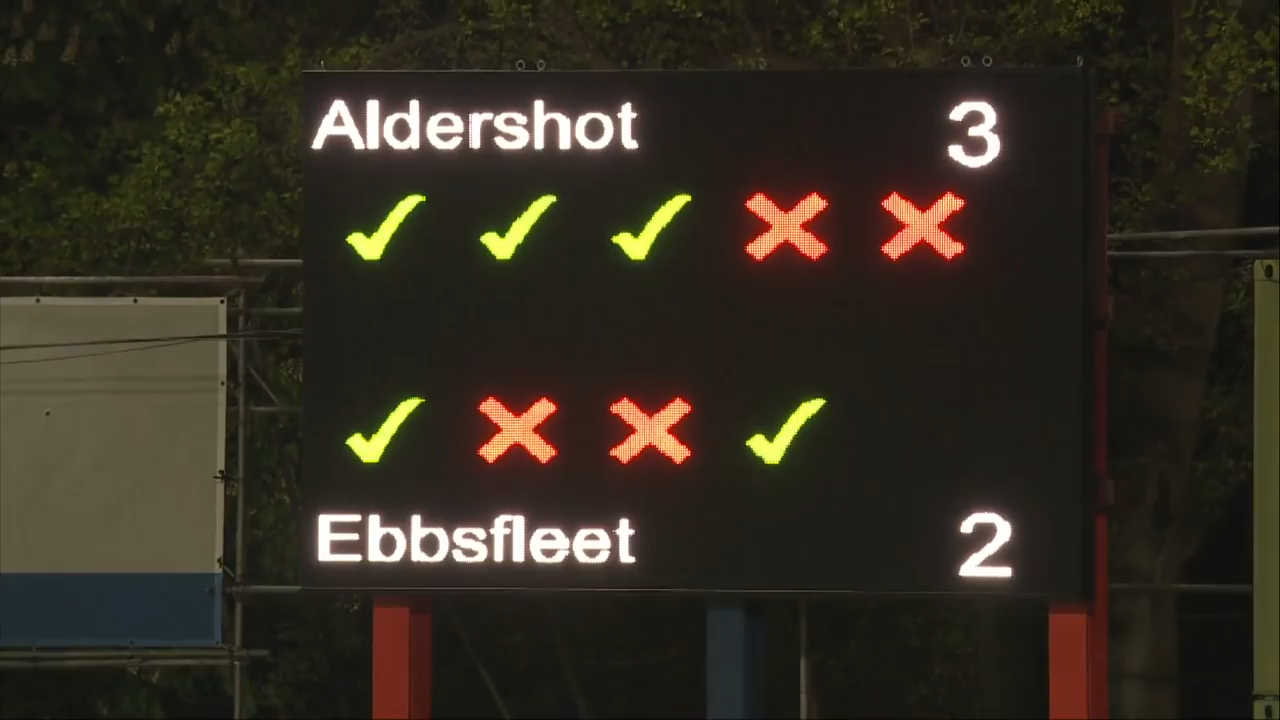 Aldershot 3
✓ ✓ ✓ ✗ ✗
✓ ✗ ✗ ✓
Ebbsfleet 2